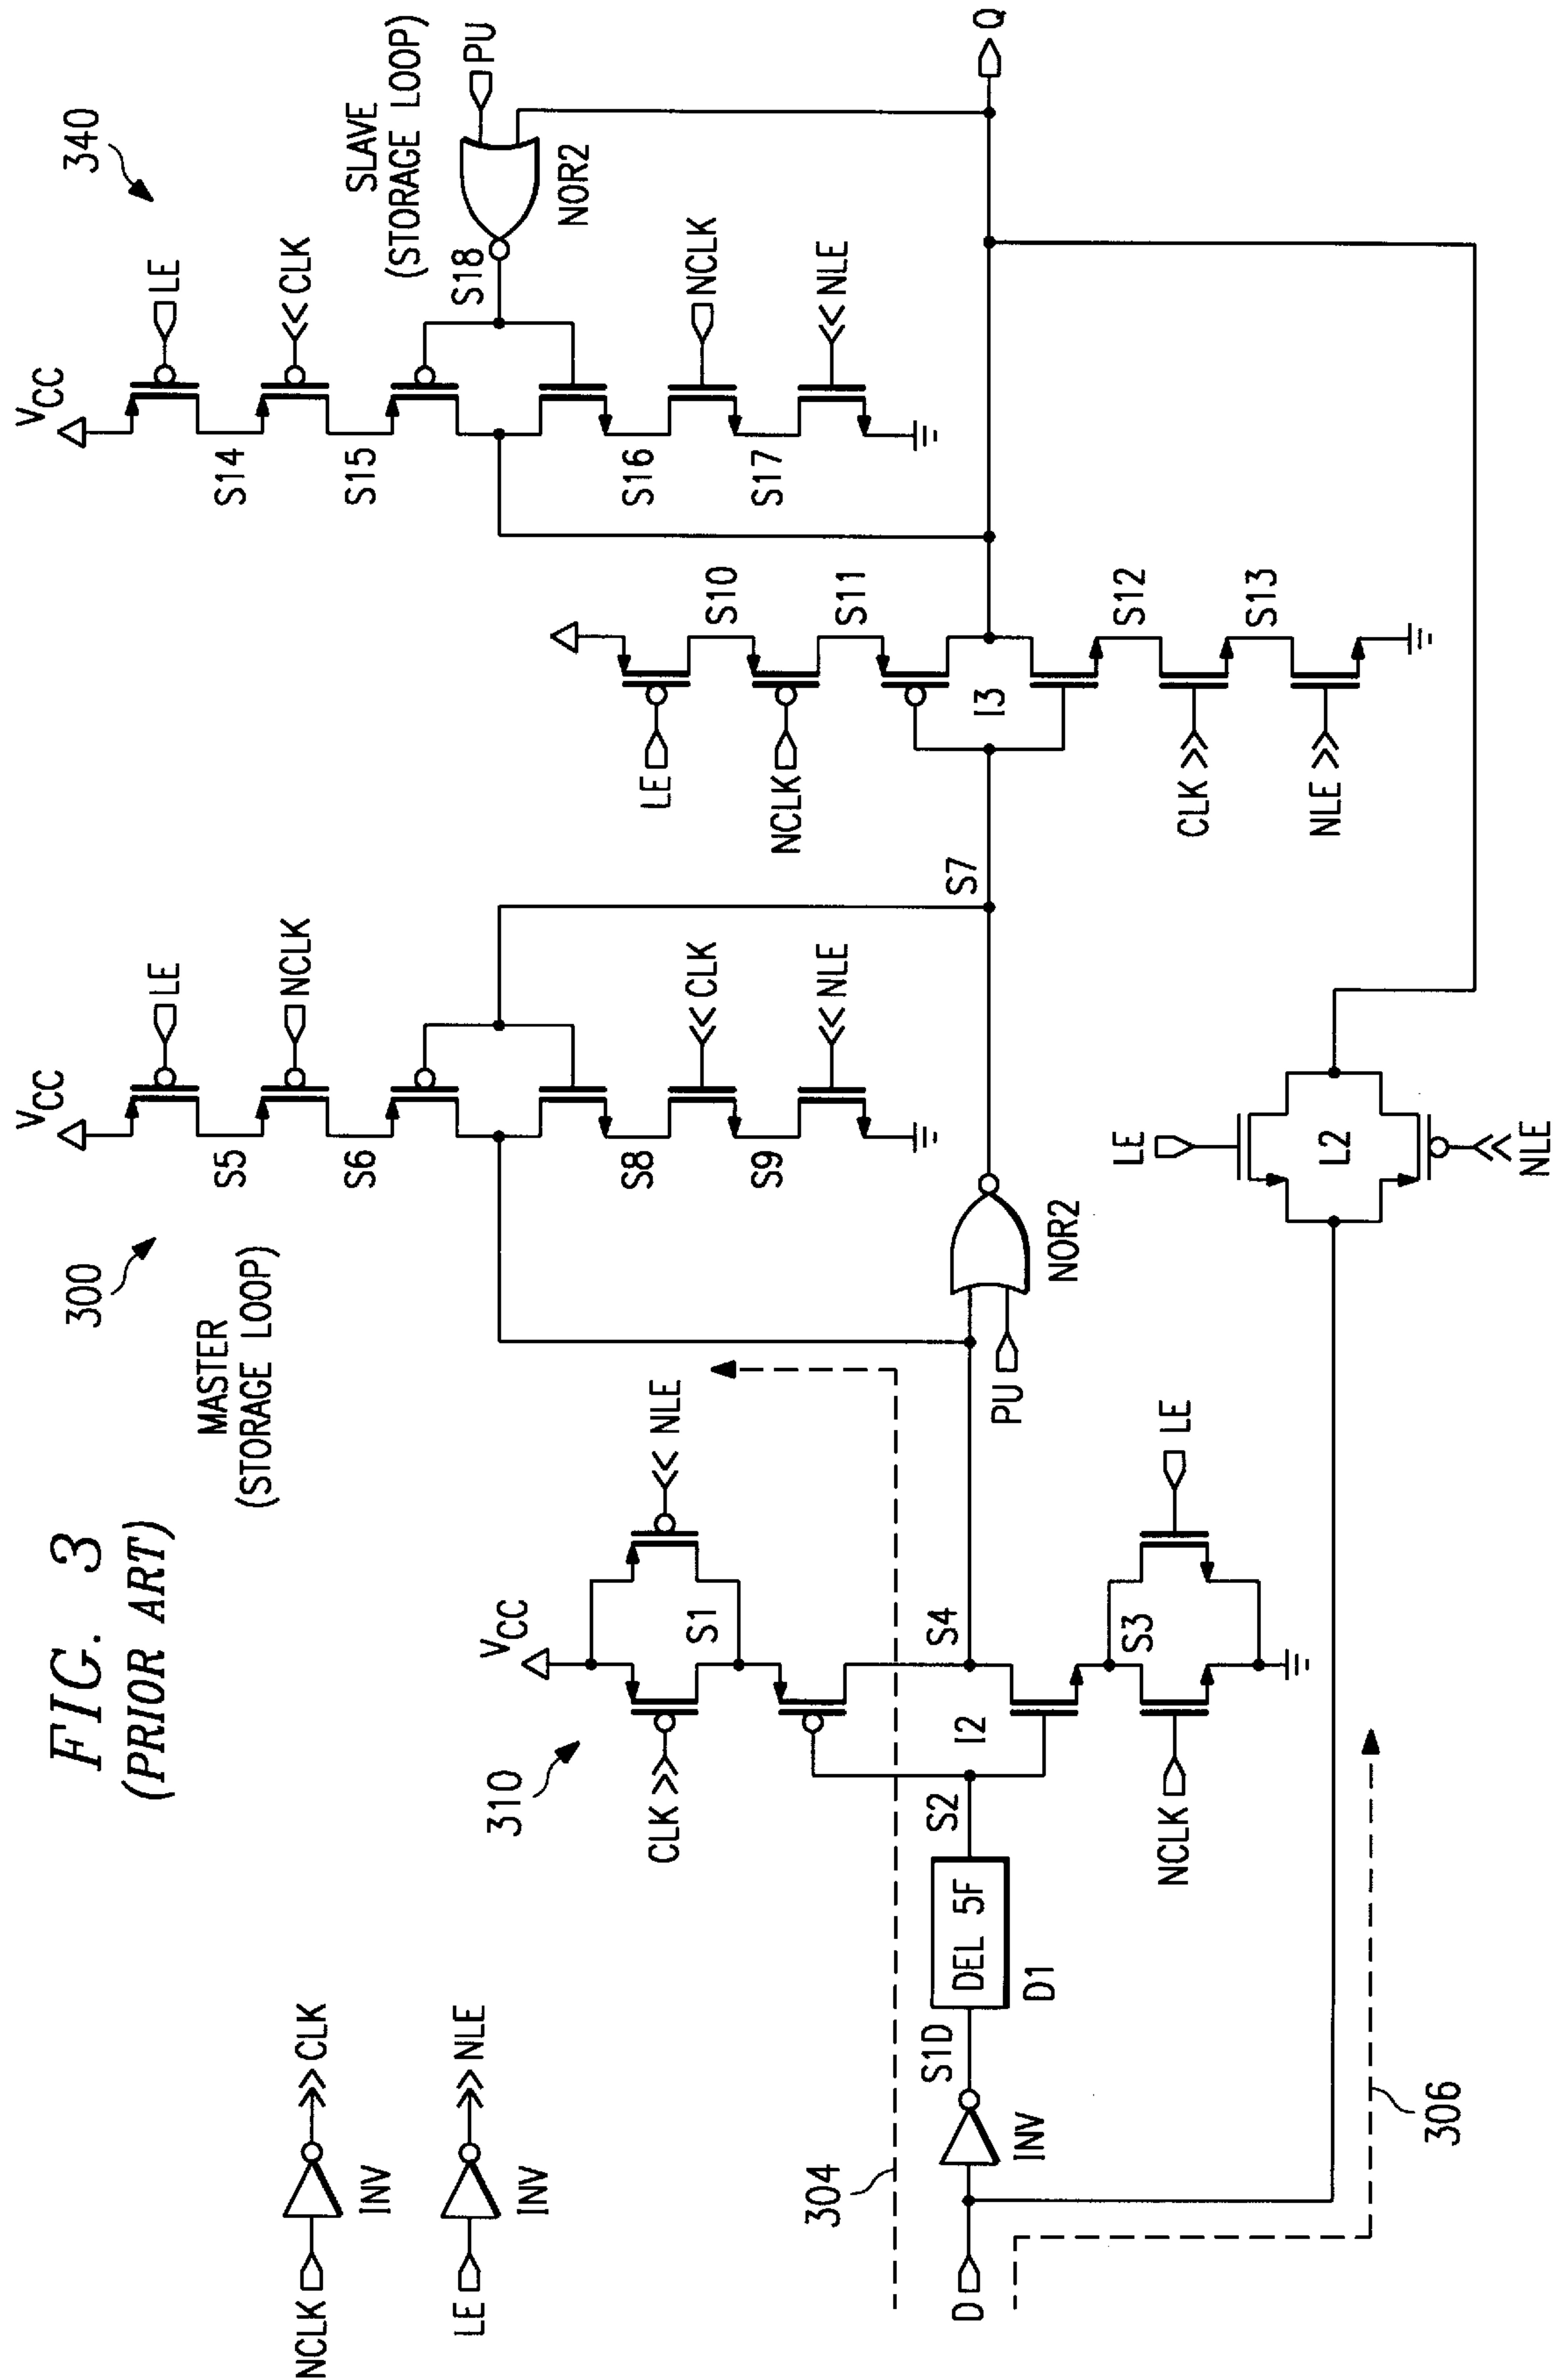 FIG. 3
(PRIOR ART)
NCLK
INV
CLK
LE
INV
NLE
300
MASTER
(STORAGE LOOP)
VCC
LE
S5
NCLK
S6
S8
CLK
S9
NLE
340
VCC
LE
S14
CLK
S15
SLAVE
(STORAGE LOOP)
PU
S18
NOR2
S16
NCLK
S17
NLE
310
VCC
CLK
S1
NLE
304
D
INV
S1D
DEL 5F
D1
S2
I2
S4
NCLK
S3
LE
PU
NOR2
S7
LE
S10
NCLK
S11
I3
S12
CLK
S13
NLE
Q
306
LE
L2
NLE